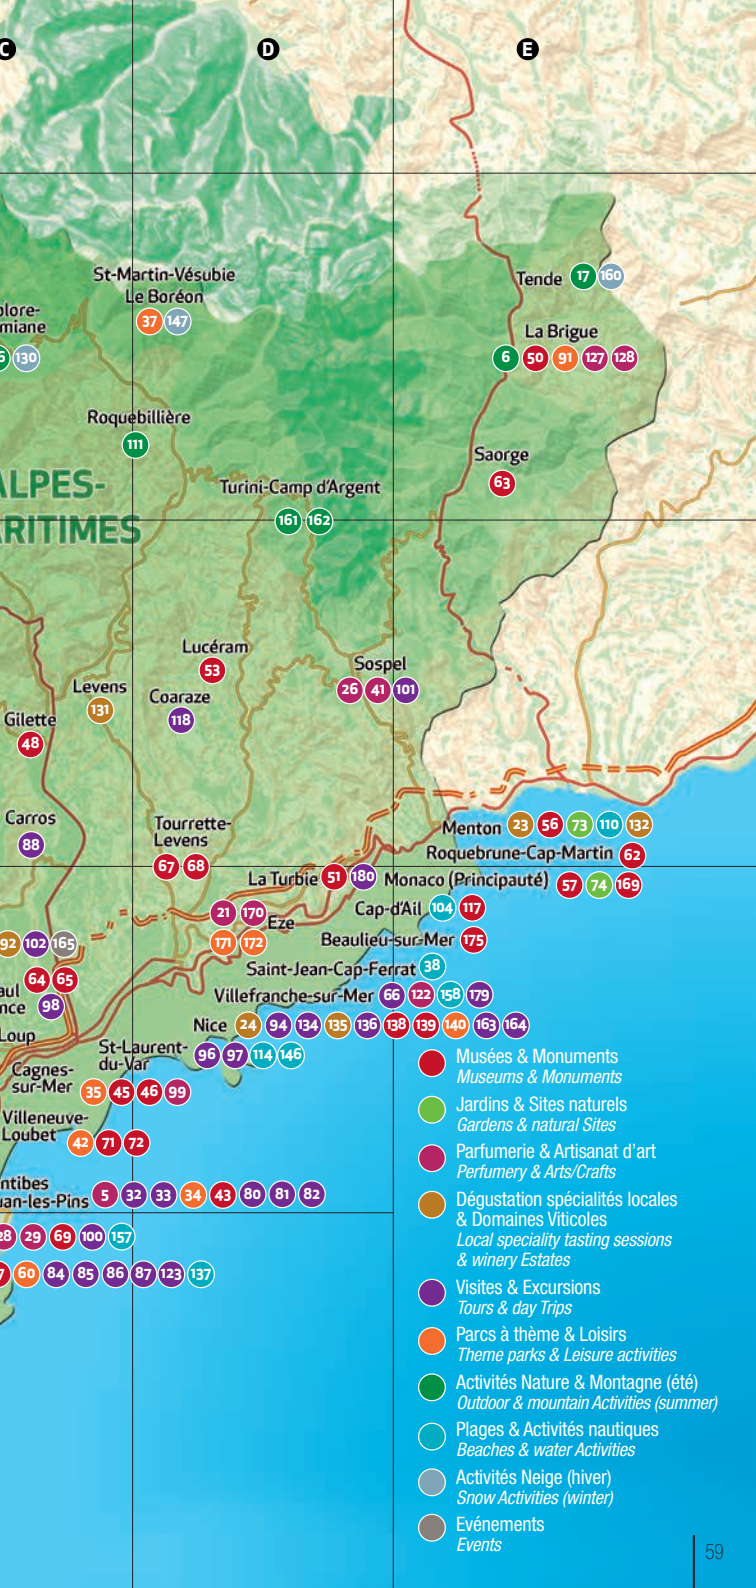 C D E
St-Martin-Vésubie
Le Boréon
37 147
Tende 17 160
La Brigue
6 50 91 127 128
olore-
miane
6 130
Roquebillière
111
Saorge
63
ALPES-
ARITIMES
Turini-Camp d'Argent
161 162
Lucéram
53
Sospel
26 41 101
Levens
131
Coaraze
118
Gilette
48
Carros
88
Tourrette-
Levens
67 68
Menton 23 56 73 110 132
Roquebrune-Cap-Martin 62
La Turbie 51 180
Monaco (Principauté) 57 74 169
21 170
Eze
171 172
Cap-d'Ail 104 117
Beaulieu-sur-Mer 175
92 102 165
Saint-Jean-Cap-Ferrat 38
64 65
aul
nce 98
Villefranche-sur-Mer 66 122 158 179
Nice 24 94 134 135 136 138 139 140 163 164
Loup
St-Laurent-
du-Var 96 97 114 146
Cagnes-
sur-Mer 35 45 46 99
Villeneuve-
Loubet 42 71 72
ntibes
uan-les-Pins 5 32 33 34 43 80 81 82
28 29 69 100 157
7 60 84 85 86 87 123 137
Musées & Monuments
Museums & Monuments
Jardins & Sites naturels
Gardens & natural Sites
Parfumerie & Artisanat d'art
Perfumery & Arts/Crafts
Dégustation spécialités locales
& Domaines Viticoles
Local speciality tasting sessions
& winery Estates
Visites & Excursions
Tours & day Trips
Parcs à thème & Loisirs
Theme parks & Leisure activities
Activités Nature & Montagne (été)
Outdoor & mountain Activities (summer)
Plages & Activités nautiques
Beaches & water Activities
Activités Neige (hiver)
Snow Activities (winter)
Evénements
Events
59